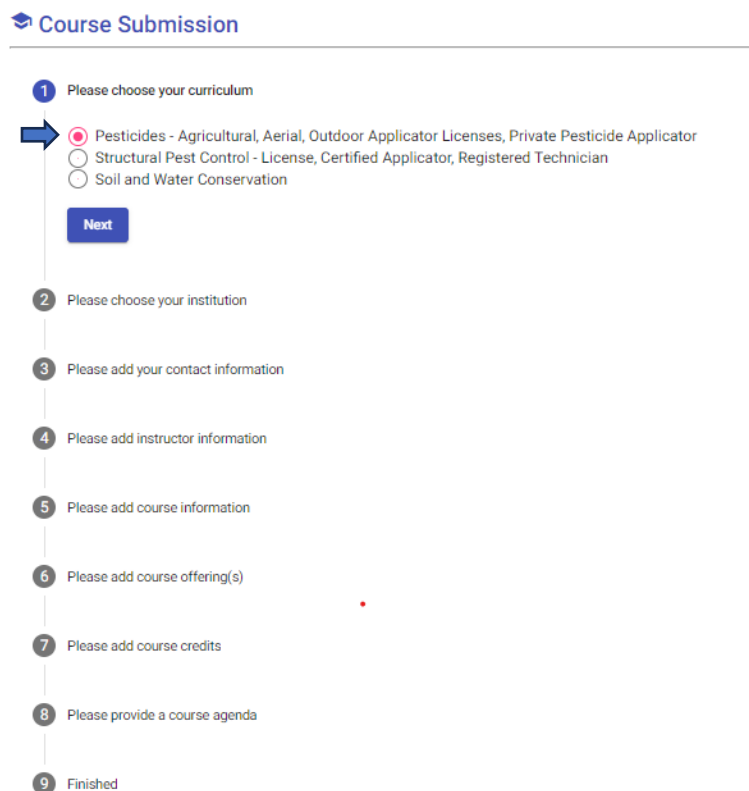 Course Submission
1 Please choose your curriculum
Pesticides - Agricultural, Aerial, Outdoor Applicator Licenses, Private Pesticide Applicator
Structural Pest Control - License, Certified Applicator, Registered Technician
Soil and Water Conservation
Next
2 Please choose your institution
3 Please add your contact information
4 Please add instructor information
5 Please add course information
6 Please add course offering(s)
7 Please add course credits
8 Please provide a course agenda
9 Finished